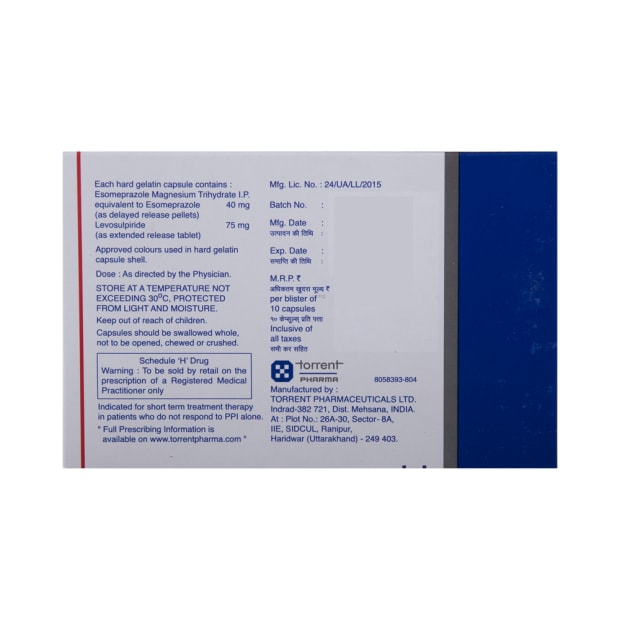 Each hard gelatin capsule contains :
Esomeprazole Magnesium Trihydrate I.P.
equivalent to Esomeprazole 40 mg
(as delayed release pellets)
Levosulpiride 75 mg
(as extended release tablet)
Approved colours used in hard gelatin
capsule shell.
Dose : As directed by the Physician.
STORE AT A TEMPERATURE NOT
EXCEEDING 30⁰C, PROTECTED
FROM LIGHT AND MOISTURE.
Keep out of reach of children.
Capsules should be swallowed whole,
not to be opened, chewed or crushed.
Schedule 'H' Drug
Warning : To be sold by retail on the
prescription of a Registered Medical
Practitioner only
Indicated for short term treatment therapy
in patients who do not respond to PPI alone.
" Full Prescribing Information is
available on www.torrentpharma.com "
Mfg. Lic. No. : 24/UA/LL/2015
Batch No. :
Mfg. Date :
उत्पादन की तिथि :
Exp. Date :
समाप्ति की तिथि :
M.R.P. ₹
अधिकतम खुदरा मूल्य ₹
per blister of
10 capsules
१० कॅप्सूल्स प्रति पत्ता
Inclusive of
all taxes
सभी कर सहित
torrent
PHARMA
8058393-804
Manufactured by :
TORRENT PHARMACEUTICALS LTD.
Indrad-382 721, Dist. Mehsana, INDIA.
At : Plot No.: 26A-30, Sector- 8A,
IIE, SIDCUL, Ranipur,
Haridwar (Uttarakhand) - 249 403.